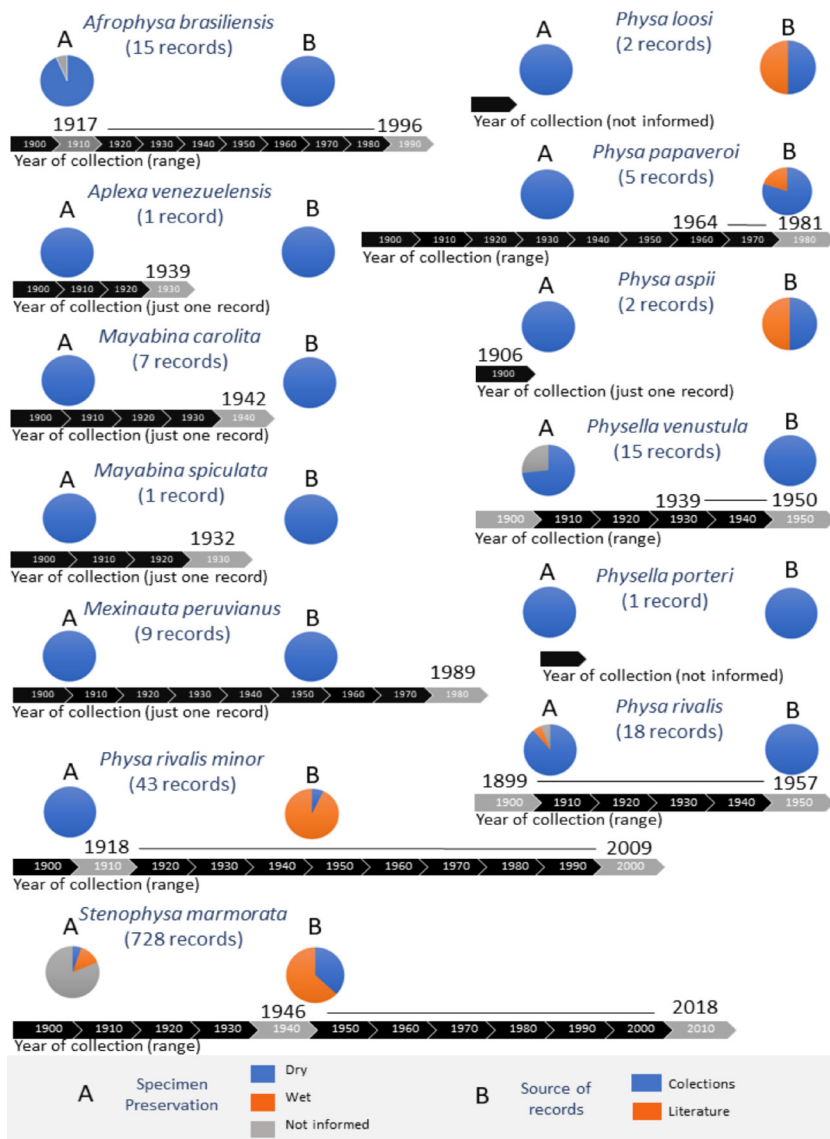 Afrophysa brasiliensis
(15 records)
A
B
1917
1996
1900 1910 1920 1930 1940 1950 1960 1970 1980 1990
Year of collection (range)
Aplexa venezuelensis
(1 record)
A
B
1939
1900 1910 1920 1930
Year of collection (just one record)
Mayabina carolita
(7 records)
A
B
1942
1900 1910 1920 1930 1940
Year of collection (just one record)
Mayabina spiculata
(1 record)
A
B
1932
1900 1910 1920 1930
Year of collection (just one record)
Mexinauta peruvianus
(9 records)
A
B
1989
1900 1910 1920 1930 1940 1950 1960 1970 1980
Year of collection (just one record)
Physa rivalis minor
(43 records)
A
B
1918
2009
1900 1910 1920 1930 1940 1950 1960 1970 1980 1990 2000
Year of collection (range)
Stenophysa marmorata
(728 records)
A
B
1946
2018
1900 1910 1920 1930 1940 1950 1960 1970 1980 1990 2000 2010
Year of collection (range)
Physa loosi
(2 records)
A
B
Year of collection (not informed)
Physa papaveroi
(5 records)
A
B
1964
1981
1900 1910 1920 1930 1940 1950 1960 1970 1980
Year of collection (range)
Physa aspii
(2 records)
A
B
1906
1900
Year of collection (just one record)
Physella venustula
(15 records)
A
B
1939
1950
1900 1910 1920 1930 1940 1950
Year of collection (range)
Physella porteri
(1 record)
A
B
Year of collection (not informed)
Physa rivalis
(18 records)
A
B
1899
1957
1900 1910 1920 1930 1940 1950
Year of collection (range)
A
Specimen
Preservation
Dry
Wet
Not informed
B
Source of
records
Colections
Literature